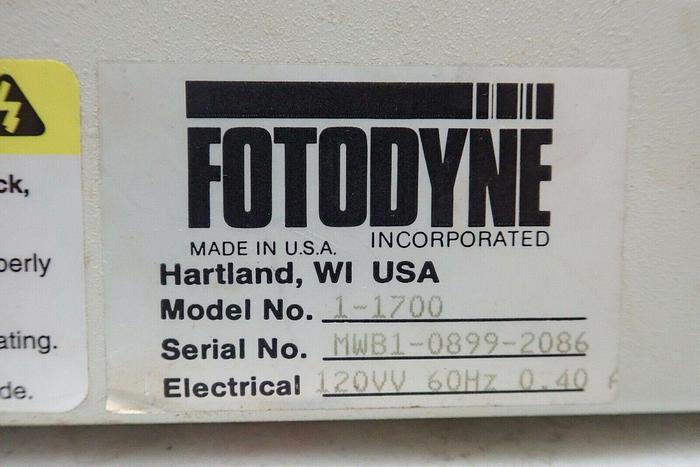 ck,
perly
ating.
de.
FOTODYNE
MADE IN U.S.A. INCORPORATED
Hartland, WI USA
Model No. 1-1700
Serial No. MWB1-0899-2086
Electrical 120VV 60Hz 0.40 A